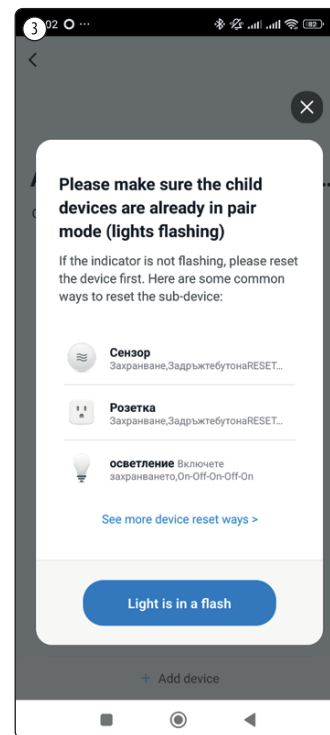 3
02
82
Please make sure the child
devices are already in pair
mode (lights flashing)
If the indicator is not flashing, please reset
the device first. Here are some common
ways to reset the sub-device:
Сензор
Захранване,ЗадръжтебутонаRESET...
Розетка
Захранване,ЗадръжтебутонаRESET...
осветление Включете
захранването,On-Off-On-Off-On
See more device reset ways >
Light is in a flash
+ Add device